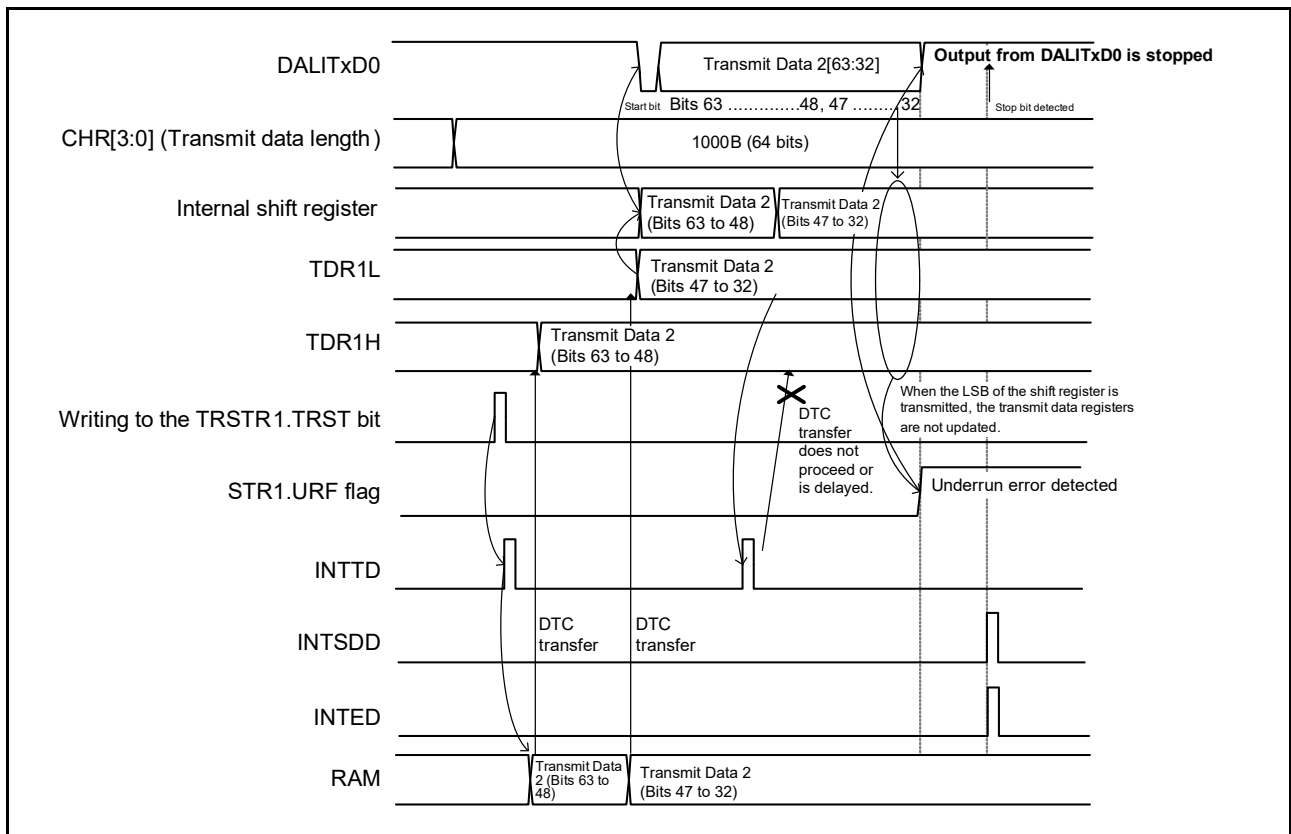 DALITxD0
Transmit Data 2[63:32]
Output from DALITxD0 is stopped
Start bit
Bits 63 ..............48, 47 .........32
Stop bit detected
CHR[3:0] (Transmit data length)
1000B (64 bits)
Internal shift register
Transmit Data 2
(Bits 63 to 48)
Transmit Data 2
(Bits 47 to 32)
TDR1L
Transmit Data 2
(Bits 47 to 32)
TDR1H
Transmit Data 2
(Bits 63 to 48)
When the LSB of the shift register is
transmitted, the transmit data registers
are not updated.
Writing to the TRSTR1.TRST bit
DTC
transfer
does not
proceed or
is delayed.
STR1.URF flag
Underrun error detected
INTTD
INTSDD
DTC
transfer
DTC
transfer
INTED
RAM
Transmit Data
2 (Bits 63 to
48)
Transmit Data 2
(Bits 47 to 32)